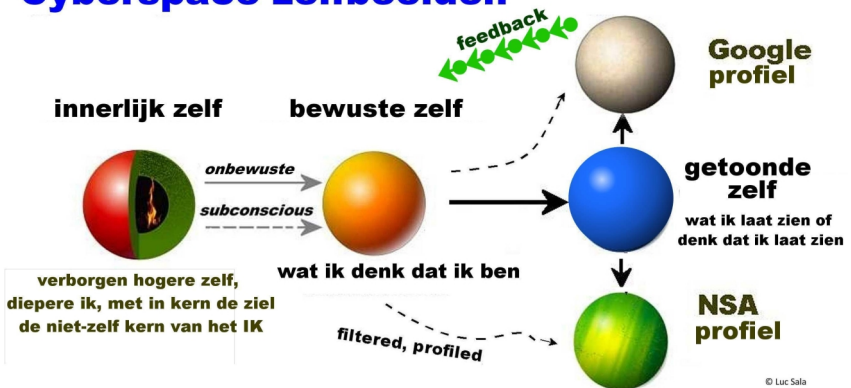 Cyberspace zelfbeelden
feedback
Google
profiel
innerlijk zelf
bewuste zelf
onbewuste
subconscious
getoonde
zelf
wat ik laat zien of
denk dat ik laat zien
verborgen hogere zelf,
diepere ik, met in kern de ziel
de niet-zelf kern van het IK
wat ik denk dat ik ben
filtered, profiled
NSA
profiel
© Luc Sala